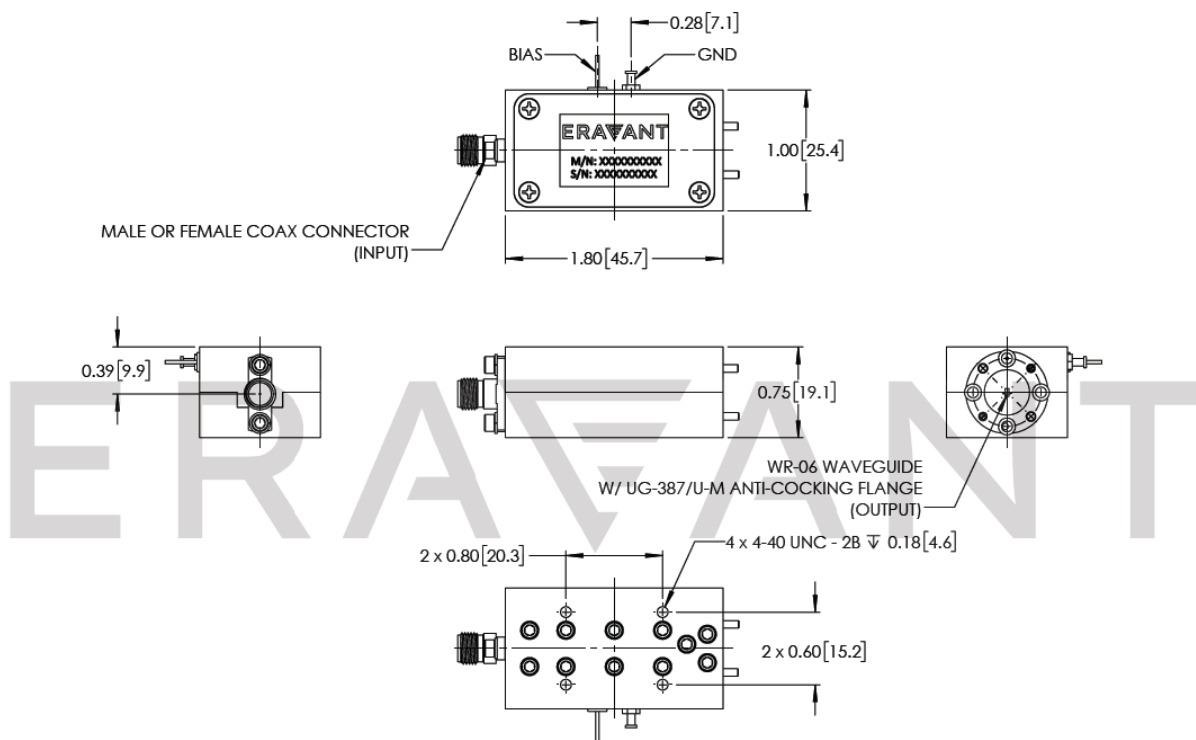 0.28[7.1]
BIAS
GND
ERAVANT
M/N: XXXXXXXXXX
S/N: XXXXXXXXXX
1.00[25.4]
MALE OR FEMALE COAX CONNECTOR
(INPUT)
1.80[45.7]
0.39[9.9]
0.75[19.1]
ERAVANT
WR-06 WAVEGUIDE
W/ UG-387/U-M ANTI-COCKING FLANGE
(OUTPUT)
2 x 0.80[20.3]
4 x 4-40 UNC - 2B ↧ 0.18[4.6]
2 x 0.60[15.2]